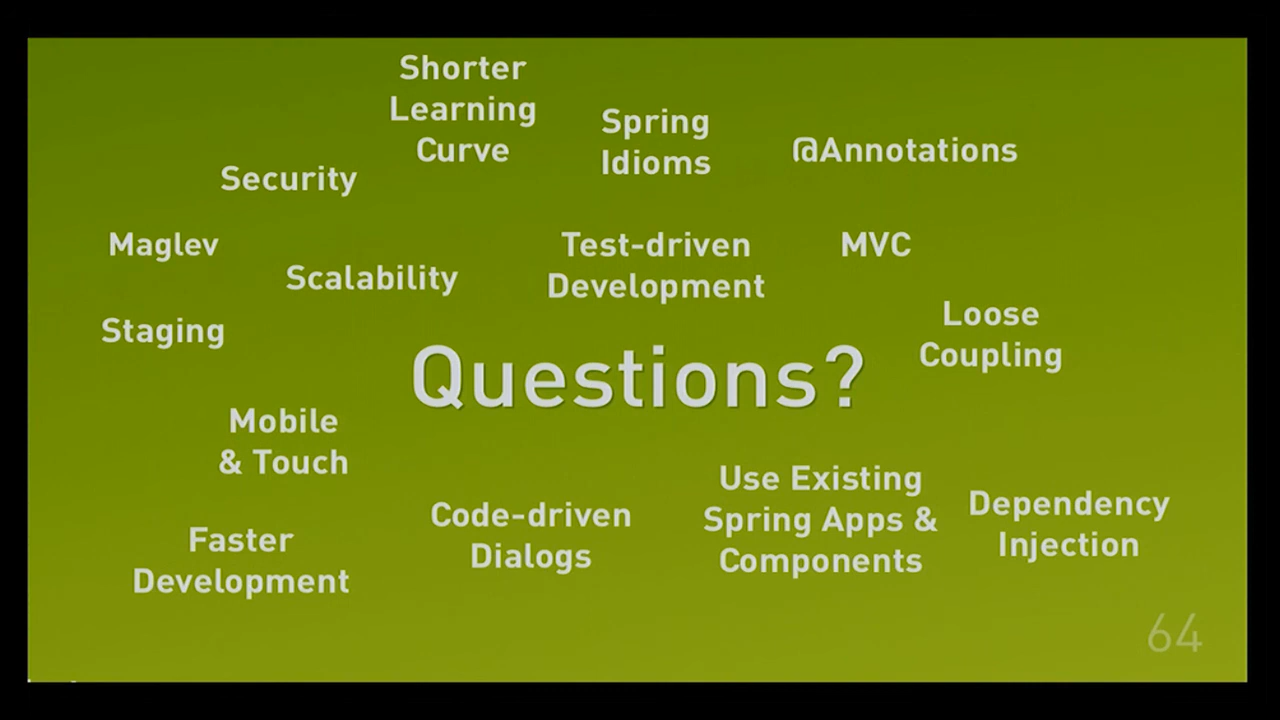 Shorter
Learning
Curve
Spring
Idioms
@Annotations
Security
Maglev
Scalability
Test-driven
Development
MVC
Staging
Loose
Coupling
Questions?
Mobile
& Touch
Use Existing
Spring Apps &
Components
Code-driven
Dialogs
Dependency
Injection
Faster
Development
64